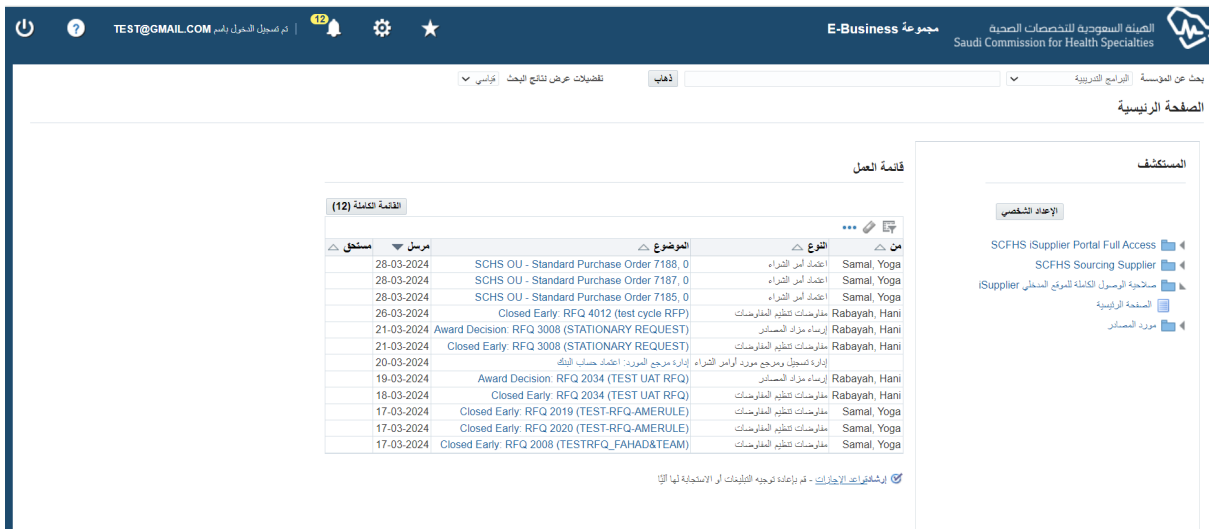 الهيئة السعودية للتخصصات الصحية
Saudi Commission for Health Specialties
مجموعة E-Business
12
تم تسجيل الدخول باسم TEST@GMAIL.COM
?
بحث عن المؤسسة البرامج التدريبية ذهاب تفضيلات عرض نتائج البحث قياسي
الصفحة الرئيسية
المستكشف
الإعداد الشخصي
SCFHS iSupplier Portal Full Access
SCFHS Sourcing Supplier
صلاحية الوصول الكاملة للموقع المدخلي iSupplier
الصفحة الرئيسية
مورد المصادر
قائمة العمل
القائمة الكاملة (12)
من النوع الموضوع مرسل مستحق
Samal, Yoga اعتماد أمر الشراء SCHS OU - Standard Purchase Order 7188, 0 28-03-2024
Samal, Yoga اعتماد أمر الشراء SCHS OU - Standard Purchase Order 7187, 0 28-03-2024
Samal, Yoga اعتماد أمر الشراء SCHS OU - Standard Purchase Order 7185, 0 28-03-2024
Rabayah, Hani مفاوضات تنظيم المفاوضات Closed Early: RFQ 4012 (test cycle RFP) 26-03-2024
Rabayah, Hani إرساء مزاد المصادر Award Decision: RFQ 3008 (STATIONARY REQUEST) 21-03-2024
Rabayah, Hani مفاوضات تنظيم المفاوضات Closed Early: RFQ 3008 (STATIONARY REQUEST) 21-03-2024
إدارة تسجيل ومرجع مورد أوامر الشراء إدارة مرجع المورد: اعتماد حساب البنك 20-03-2024
Rabayah, Hani إرساء مزاد المصادر Award Decision: RFQ 2034 (TEST UAT RFQ) 19-03-2024
Rabayah, Hani مفاوضات تنظيم المفاوضات Closed Early: RFQ 2034 (TEST UAT RFQ) 18-03-2024
Samal, Yoga مفاوضات تنظيم المفاوضات Closed Early: RFQ 2019 (TEST-RFQ-AMERULE) 17-03-2024
Samal, Yoga مفاوضات تنظيم المفاوضات Closed Early: RFQ 2020 (TEST-RFQ-AMERULE) 17-03-2024
Samal, Yoga مفاوضات تنظيم المفاوضات Closed Early: RFQ 2008 (TESTRFQ_FAHAD&TEAM) 17-03-2024
إرشاد قواعد الإجازات - قم بإعادة توجيه التبليغات أو الاستجابة لها آليًا